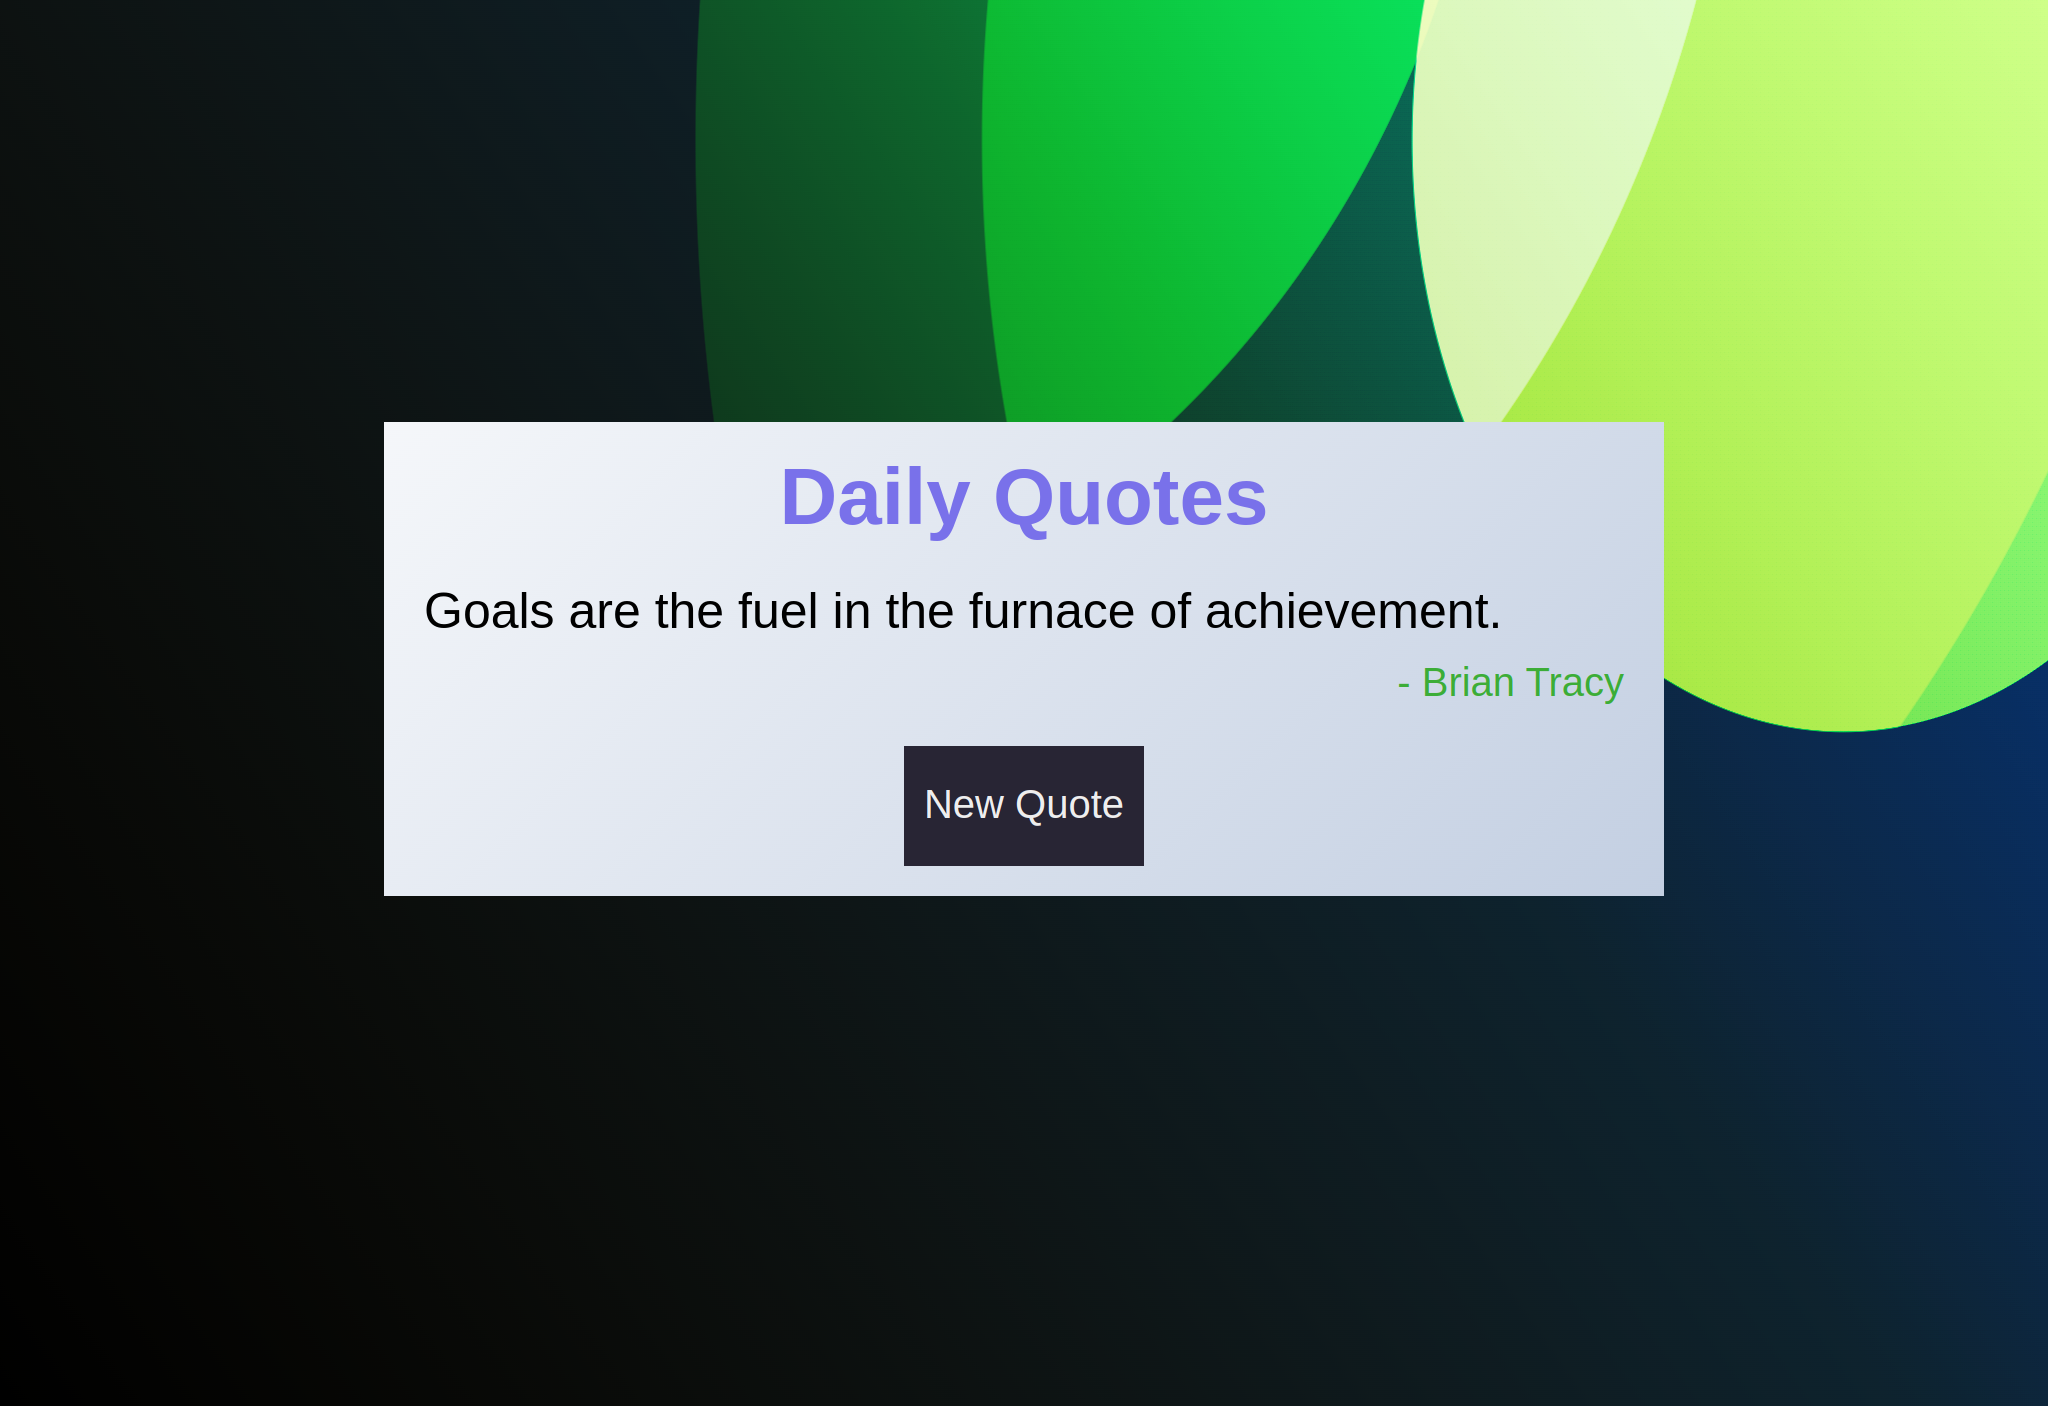 Daily Quotes
Goals are the fuel in the furnace of achievement.
- Brian Tracy
New Quote